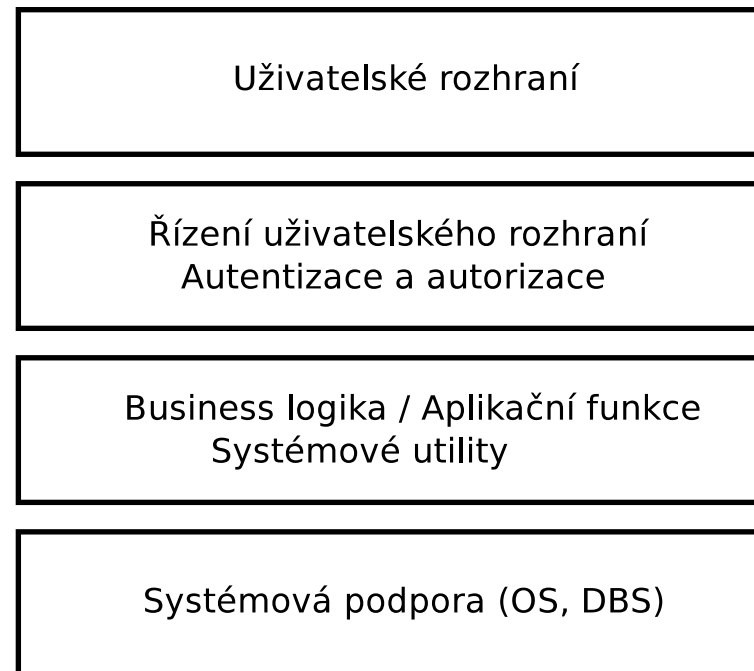 Uživatelské rozhraní
Řízení uživatelského rozhraní
Autentizace a autorizace
Business logika / Aplikační funkce
Systémové utility
Systémová podpora (OS, DBS)